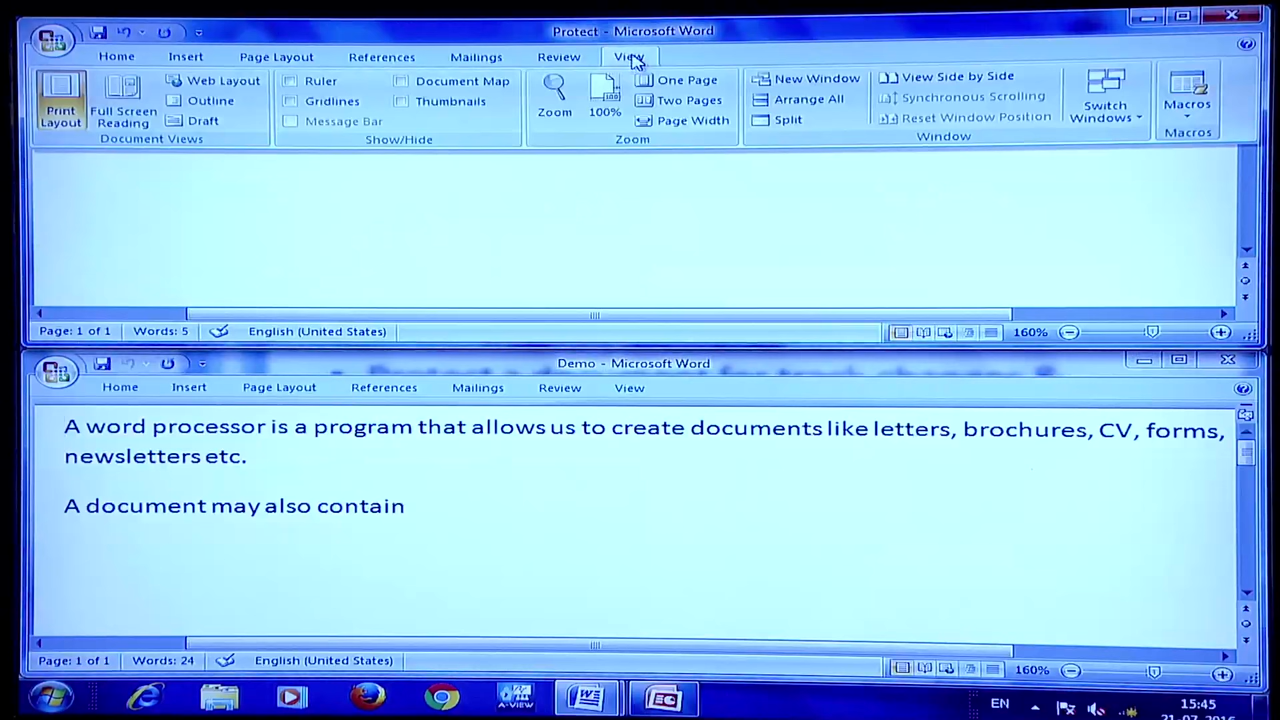 Protect - Microsoft Word
Home Insert Page Layout References Mailings Review View
Print Layout
Full Screen Reading
Web Layout
Outline
Draft
Document Views
Ruler
Gridlines
Message Bar
Document Map
Thumbnails
Show/Hide
Zoom
100%
One Page
Two Pages
Page Width
Zoom
New Window
Arrange All
Split
View Side by Side
Synchronous Scrolling
Reset Window Position
Window
Switch Windows
Macros
Macros
Page: 1 of 1 Words: 5 English (United States) 160%
Demo - Microsoft Word
Home Insert Page Layout References Mailings Review View
A word processor is a program that allows us to create documents like letters, brochures, CV, forms,
newsletters etc.
A document may also contain
Page: 1 of 1 Words: 24 English (United States) 160%
A-VIEW
EN
15:45